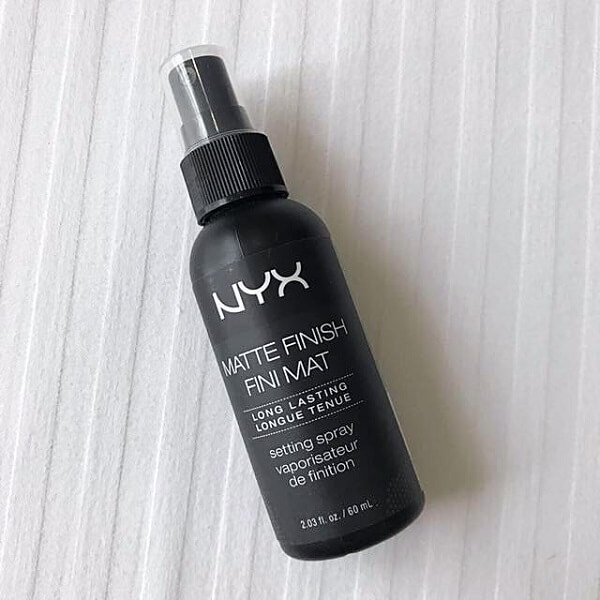 NYX
MATTE FINISH
FINI MAT
LONG LASTING
LONGUE TENUE
setting spray
vaporisateur
de finition
2.03 fl. oz. / 60 mL